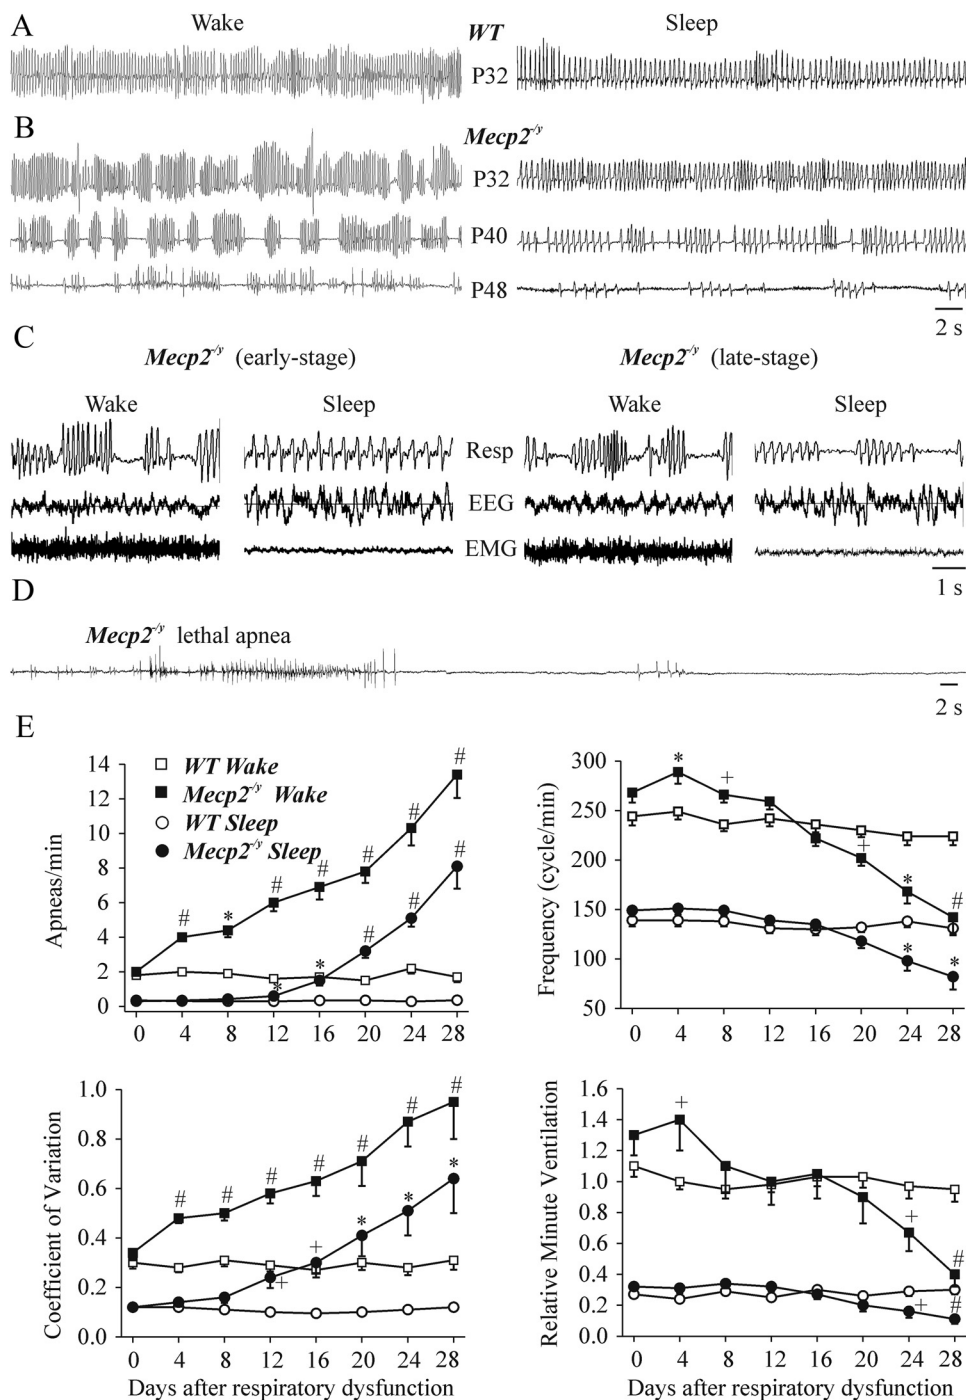 A
Wake
WT
Sleep
P32
B
Mecp2-/y
P32
P40
P48
2 s
C
Mecp2-/y (early-stage)
Mecp2-/y (late-stage)
Wake
Sleep
Wake
Sleep
Resp
EEG
EMG
1 s
D
Mecp2-/y lethal apnea
2 s
E
Apneas/min
14
12
10
8
6
4
2
0
WT Wake
Mecp2-/y Wake
WT Sleep
Mecp2-/y Sleep
# * # # # # #
* * # # #
0 4 8 12 16 20 24 28
Frequency (cycle/min)
300
250
200
150
100
50
* + + * #
* *
0 4 8 12 16 20 24 28
Coefficient of Variation
1.0
0.8
0.6
0.4
0.2
0.0
# # # # # # #
+ + * * *
0 4 8 12 16 20 24 28
Days after respiratory dysfunction
Relative Minute Ventilation
1.6
1.4
1.2
1.0
0.8
0.6
0.4
0.2
0.0
+ + #
+ #
0 4 8 12 16 20 24 28
Days after respiratory dysfunction